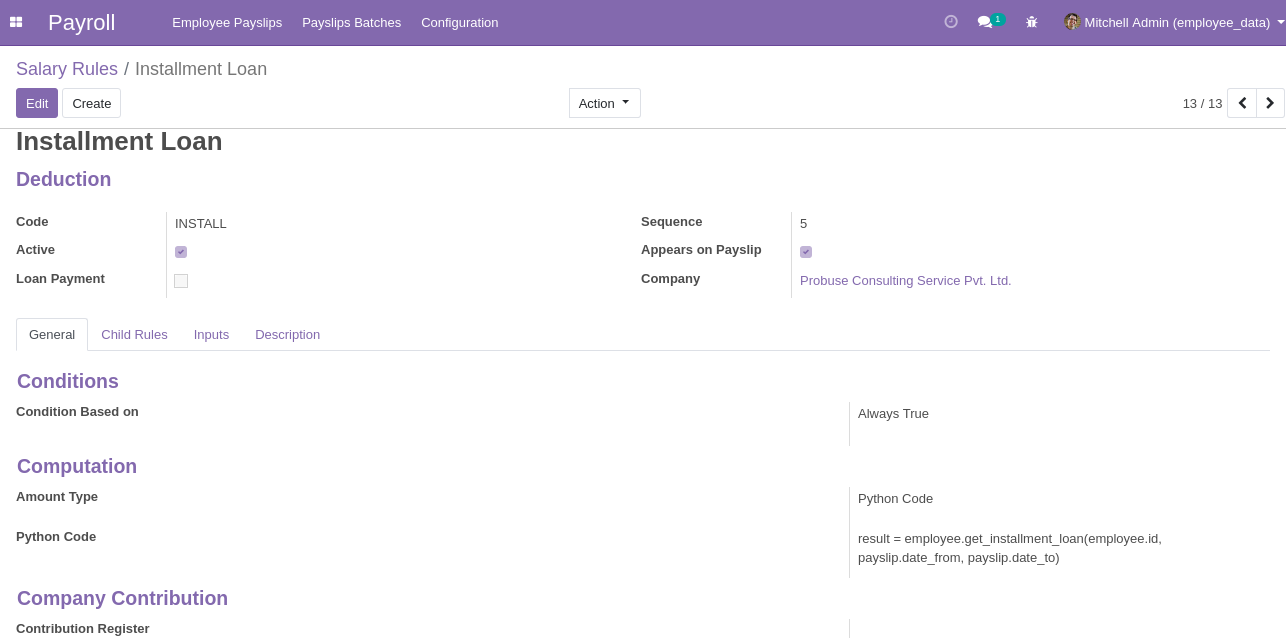 Payroll Employee Payslips Payslips Batches Configuration 1 Mitchell Admin (employee_data)
Salary Rules / Installment Loan
Edit Create Action 13 / 13
Installment Loan
Deduction
Code INSTALL Sequence 5
Active Appears on Payslip
Loan Payment Company Probuse Consulting Service Pvt. Ltd.
General Child Rules Inputs Description
Conditions
Condition Based on Always True
Computation
Amount Type Python Code
Python Code result = employee.get_installment_loan(employee.id,
payslip.date_from, payslip.date_to)
Company Contribution
Contribution Register